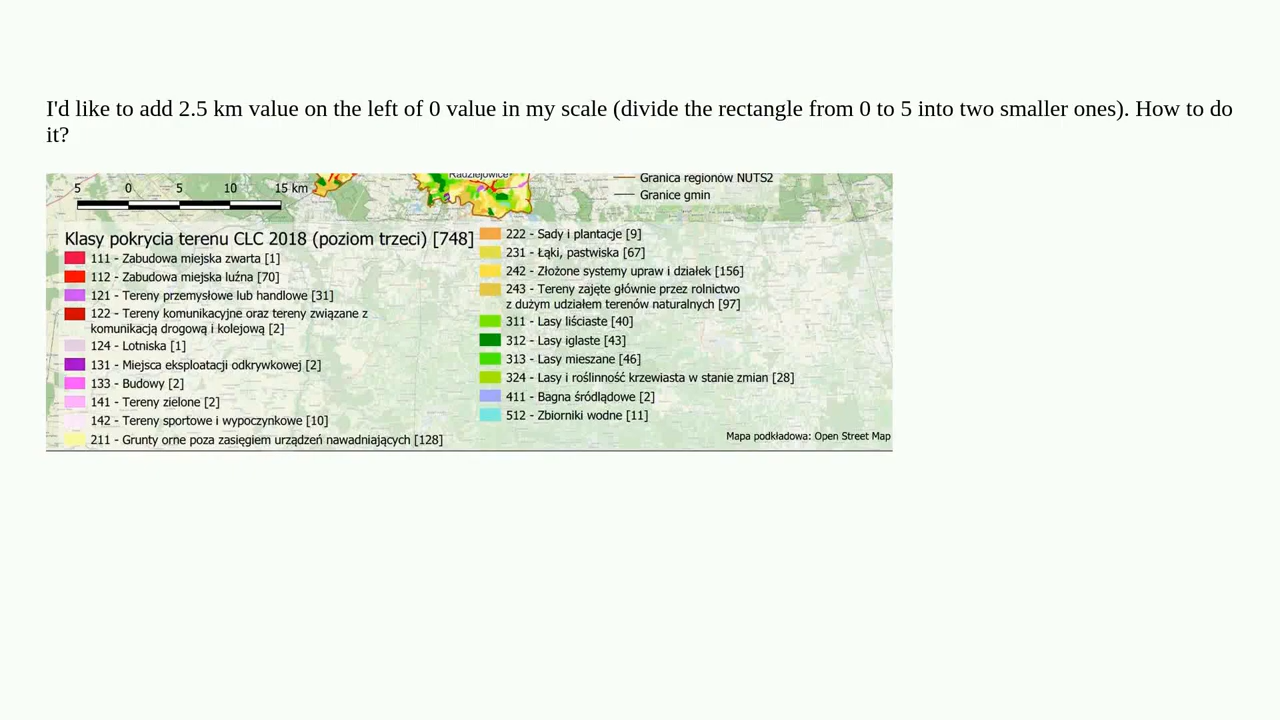 I'd like to add 2.5 km value on the left of 0 value in my scale (divide the rectangle from 0 to 5 into two smaller ones). How to do
it?
5 0 5 10 15 km
Radziejowice
Granica regionów NUTS2
Granice gmin
Klasy pokrycia terenu CLC 2018 (poziom trzeci) [748]
111 - Zabudowa miejska zwarta [1]
112 - Zabudowa miejska luźna [70]
121 - Tereny przemysłowe lub handlowe [31]
122 - Tereny komunikacyjne oraz tereny związane z
komunikacją drogową i kolejową [2]
124 - Lotniska [1]
131 - Miejsca eksploatacji odkrywkowej [2]
133 - Budowy [2]
141 - Tereny zielone [2]
142 - Tereny sportowe i wypoczynkowe [10]
211 - Grunty orne poza zasięgiem urządzeń nawadniających [128]
222 - Sady i plantacje [9]
231 - Łąki, pastwiska [67]
242 - Złożone systemy upraw i działek [156]
243 - Tereny zajęte głównie przez rolnictwo
z dużym udziałem terenów naturalnych [97]
311 - Lasy liściaste [40]
312 - Lasy iglaste [43]
313 - Lasy mieszane [46]
324 - Lasy i roślinność krzewiasta w stanie zmian [28]
411 - Bagna śródlądowe [2]
512 - Zbiorniki wodne [11]
Mapa podkładowa: Open Street Map